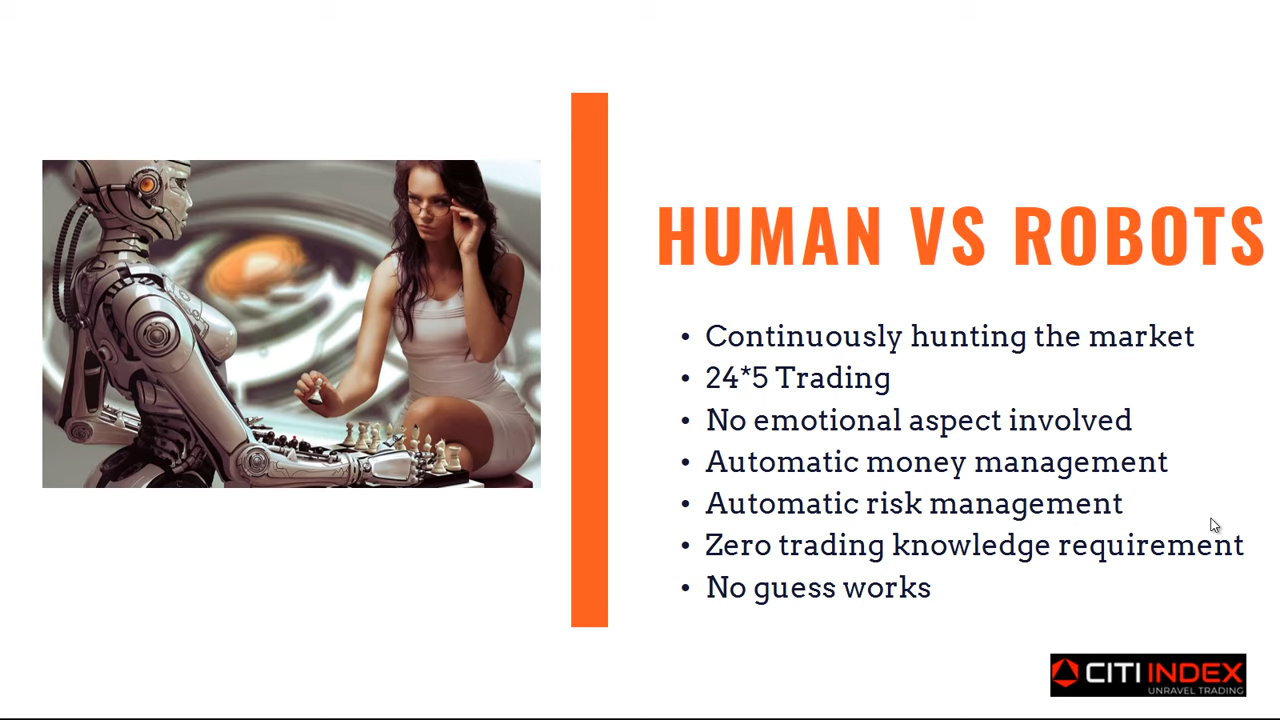 HUMAN VS ROBOTS
• Continuously hunting the market
• 24*5 Trading
• No emotional aspect involved
• Automatic money management
• Automatic risk management
• Zero trading knowledge requirement
• No guess works
CITI INDEX
UNRAVEL TRADING